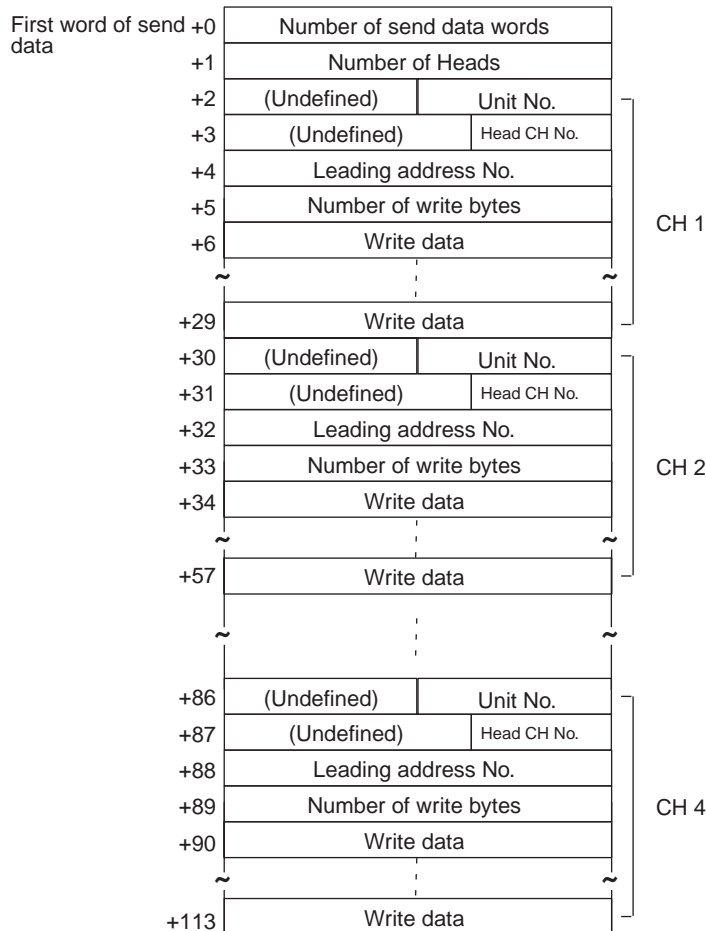 First word of send data +0 Number of send data words
+1 Number of Heads
+2 (Undefined) Unit No.
+3 (Undefined) Head CH No.
+4 Leading address No.
+5 Number of write bytes
+6 Write data
CH 1
~ ~
+29 Write data
+30 (Undefined) Unit No.
+31 (Undefined) Head CH No.
+32 Leading address No.
+33 Number of write bytes
+34 Write data
CH 2
~ ~
+57 Write data
~ ~
+86 (Undefined) Unit No.
+87 (Undefined) Head CH No.
+88 Leading address No.
+89 Number of write bytes
+90 Write data
CH 4
~ ~
+113 Write data